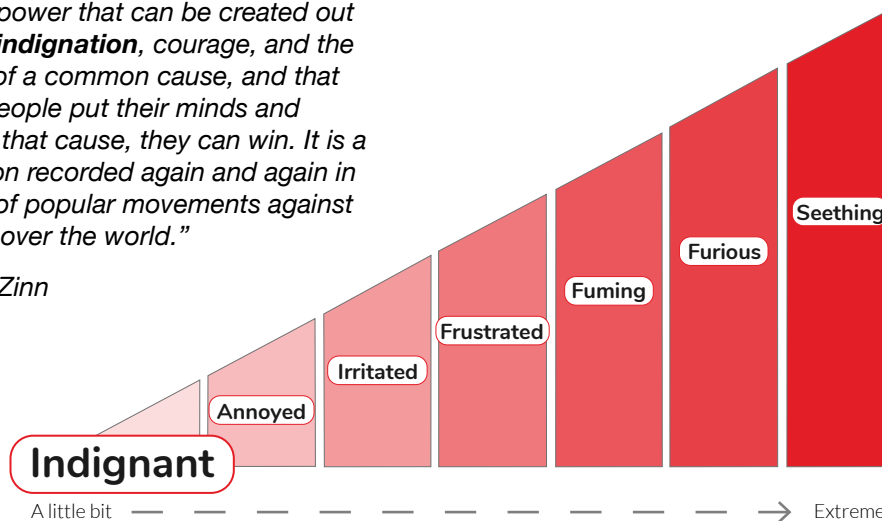 power that can be created out
indignation, courage, and the
of a common cause, and that
eople put their minds and
that cause, they can win. It is a
on recorded again and again in
of popular movements against
over the world.”
Zinn
Seething
Furious
Fuming
Frustrated
Irritated
Annoyed
Indignant
A little bit
Extreme